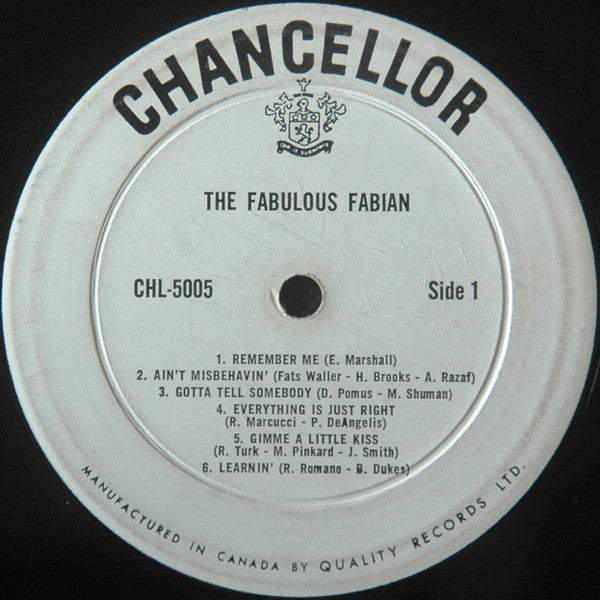 CHANCELLOR
THE FABULOUS FABIAN
CHL-5005
Side 1
1. REMEMBER ME (E. Marshall)
2. AIN'T MISBEHAVIN' (Fats Waller - H. Brooks - A. Razaf)
3. GOTTA TELL SOMEBODY (D. Pomus - M. Shuman)
4. EVERYTHING IS JUST RIGHT
(R. Marcucci - P. DeAngelis)
5. GIMME A LITTLE KISS
(R. Turk - M. Pinkard - J. Smith)
6. LEARNIN' (R. Romano - B. Dukes)
MANUFACTURED IN CANADA BY QUALITY RECORDS LTD.